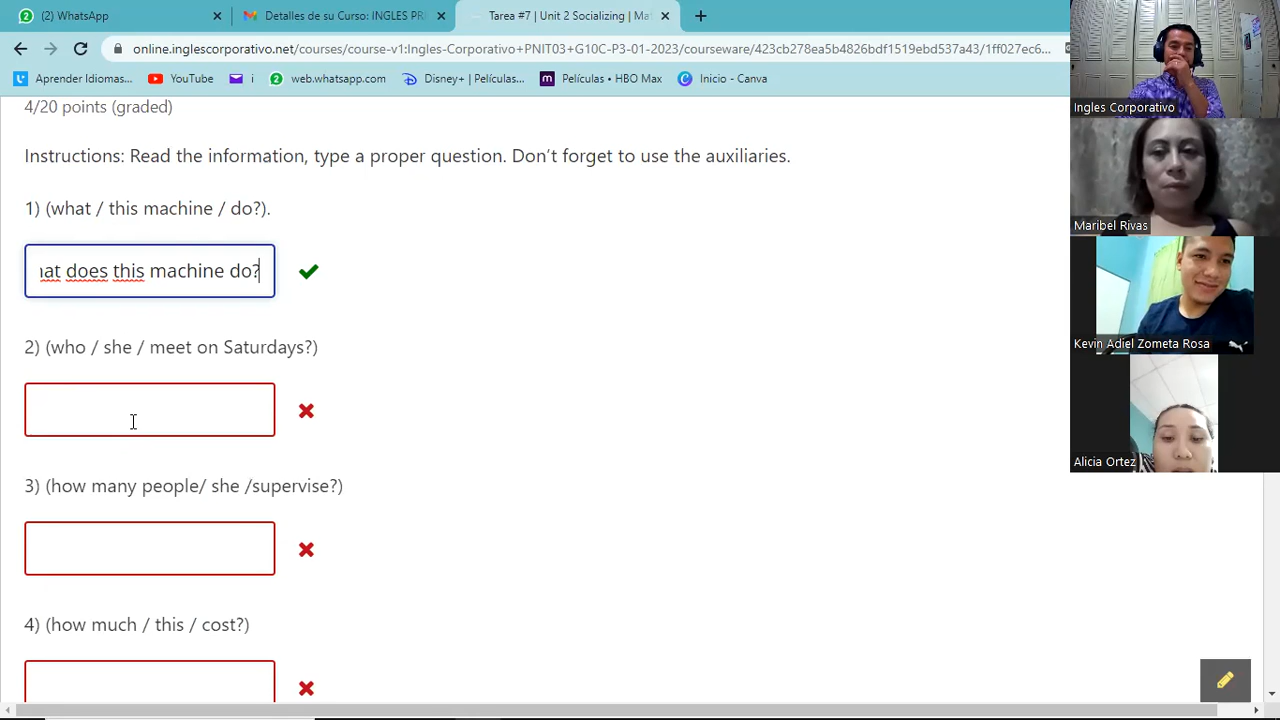 (2) WhatsApp
Detalles de su Curso: INGLES PR
Tarea #7 | Unit 2 Socializing | Ma
online.inglescorporativo.net/courses/course-v1:Ingles-Corporativo+PNIT03+G10C-P3-01-2023/courseware/
Aprender Idiomas...
YouTube
i
web.whatsapp.com
Disney+ | Películas...
Películas • HBO Max
Inicio - Canva
4/20 points (graded)
Instructions: Read the information, type a proper question. Don't forget to use the auxiliaries.
1) (what / this machine / do?).
at does this machine do?
2) (who / she / meet on Saturdays?)
3) (how many people/ she /supervise?)
4) (how much / this / cost?)
Ingles Corporativo
Maribel Rivas
Kevin Adiel Zometa Rosa
Alicia Ortez